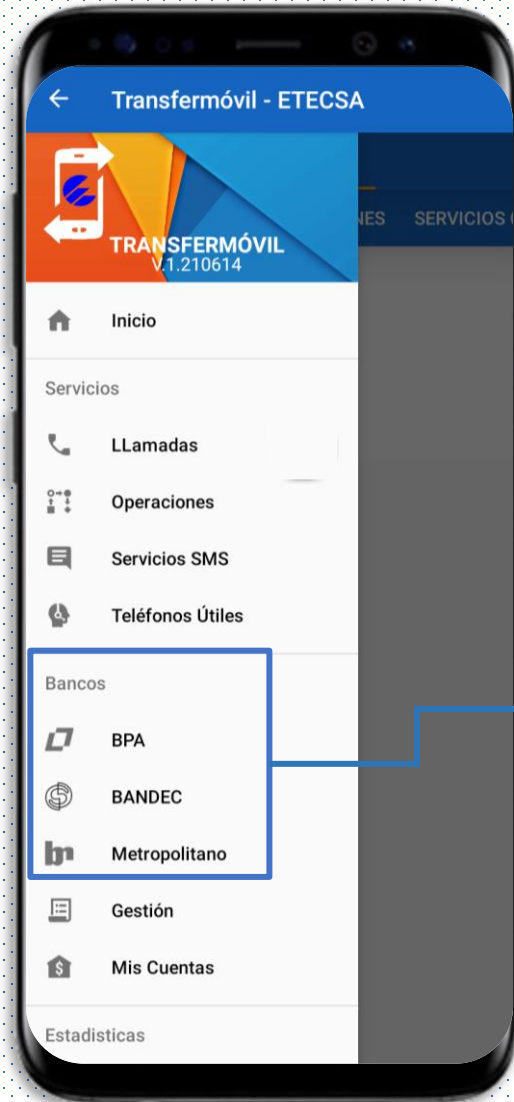 Transfermóvil - ETECSA
TRANSFERMÓVIL
V.1.210614
NES SERVICIOS
Inicio
Servicios
LLamadas
Operaciones
Servicios SMS
Teléfonos Útiles
Bancos
BPA
BANDEC
Metropolitano
Gestión
Mis Cuentas
Estadisticas